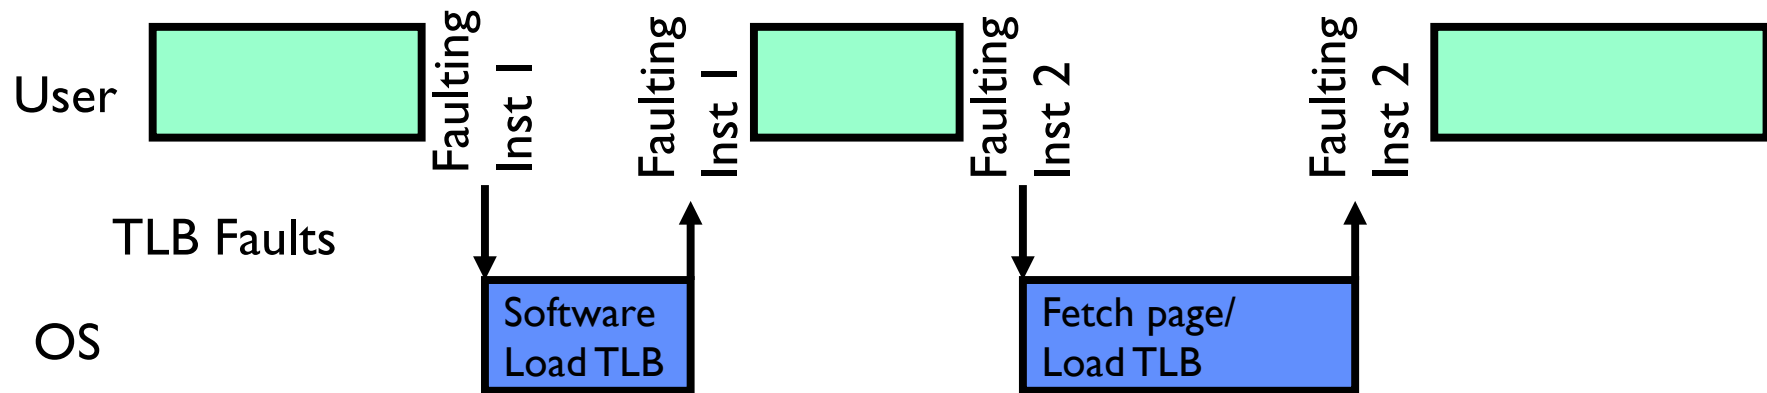 User
Faulting
Inst 1
Faulting
Inst 1
Faulting
Inst 2
Faulting
Inst 2
TLB Faults
OS
Software
Load TLB
Fetch page/
Load TLB